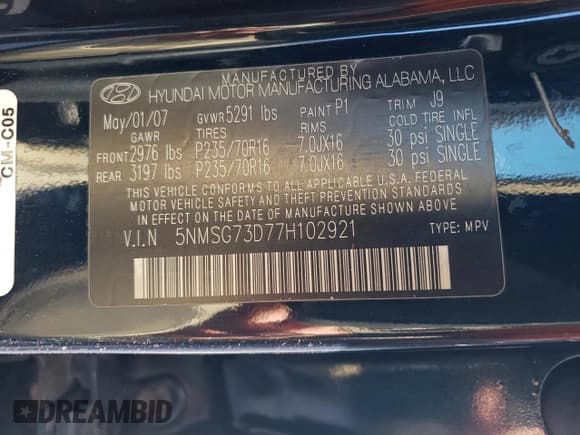 MANUFACTURED BY
HYUNDAI MOTOR MANUFACTURING ALABAMA, LLC
May/01/07 GVWR 5291 lbs PAINT P1 TRIM J9
GAWR TIRES RIMS COLD TIRE INFL
FRONT 2976 lbs P235/70R16 7.0JX16 30 psi SINGLE
REAR 3197 lbs P235/70R16 7.0JX16 30 psi SINGLE
THIS VEHICLE CONFORMS TO ALL APPLICABLE U.S.A. FEDERAL
MOTOR VEHICLE SAFETY AND THEFT PREVENTION STANDARDS
IN EFFECT ON THE DATE OF MANUFACTURE SHOWN ABOVE.
V.I.N 5NMSG73D77H102921 TYPE: MPV
CM-C05
DREAMBID